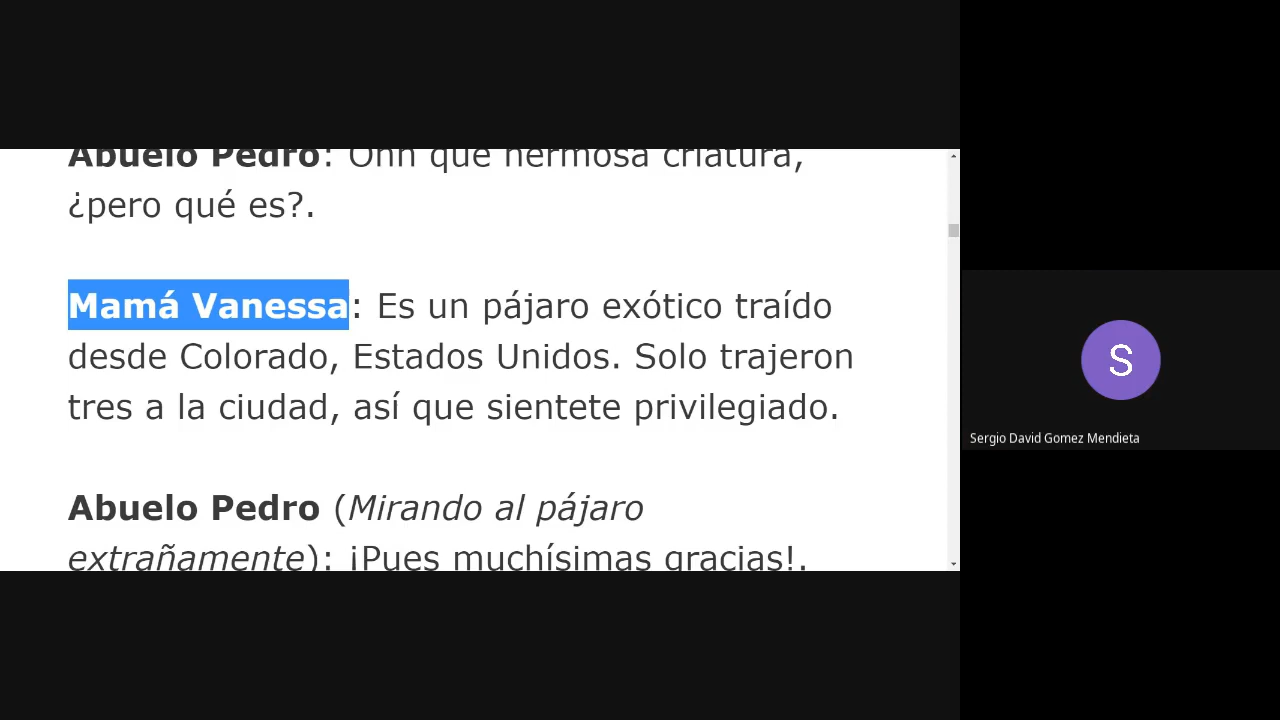 Abuelo Pedro: Ohh que hermosa criatura,
¿pero qué es?.
Mamá Vanessa: Es un pájaro exótico traído
desde Colorado, Estados Unidos. Solo trajeron
tres a la ciudad, así que sientete privilegiado.
Abuelo Pedro (Mirando al pájaro
extrañamente): ¡Pues muchísimas gracias!.
S
Sergio David Gomez Mendieta